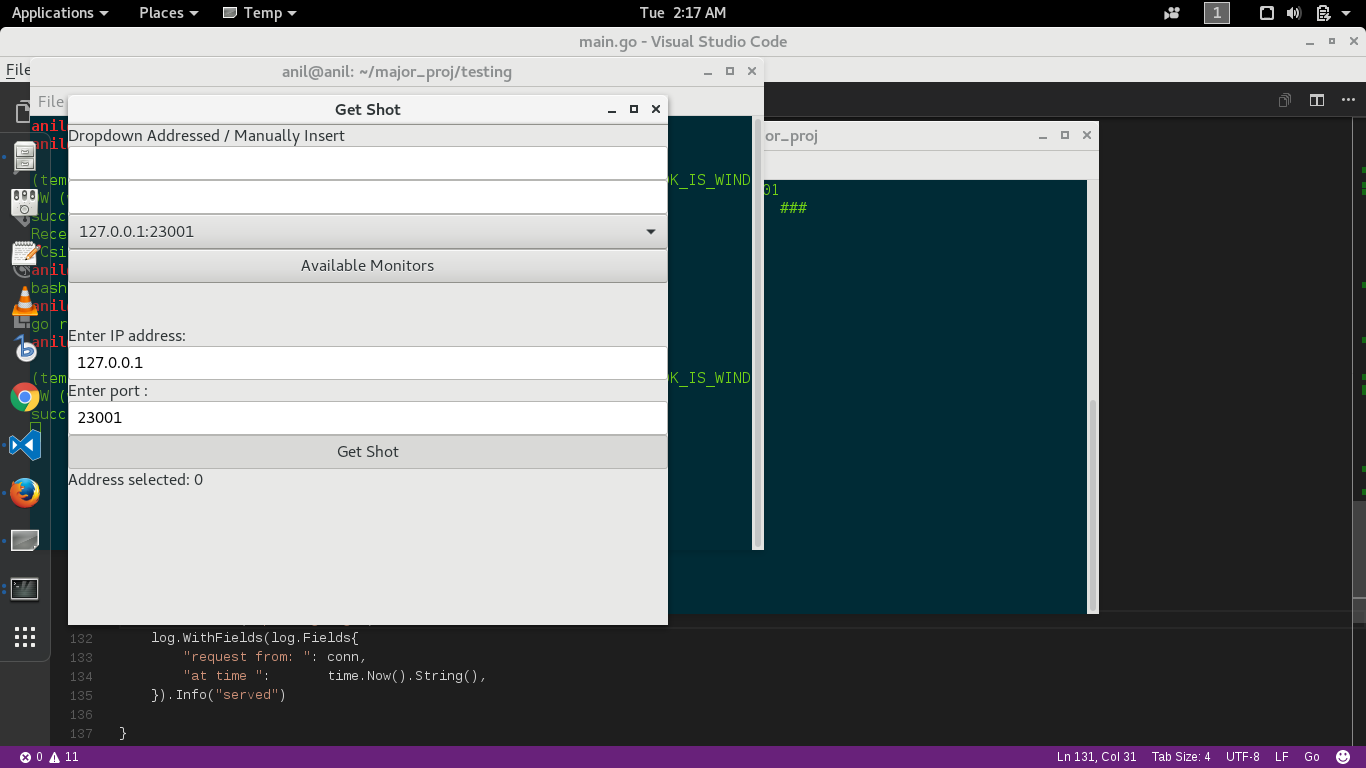 Applications Places Temp Tue 2:17 AM 1
main.go - Visual Studio Code
File
anil@anil: ~/major_proj/testing
File
Get Shot
Dropdown Addressed / Manually Insert
127.0.0.1:23001
Available Monitors
Enter IP address:
127.0.0.1
Enter port :
23001
Get Shot
Address selected: 0
anil
anil
(tem K_IS_WIND
W (
succ
Rece
Csi
anil
bash
anil
go r
anil
(tem K_IS_WIND
W (
succ
or_proj
01
###
132 log.WithFields(log.Fields{
133 "request from: ": conn,
134 "at time ": time.Now().String(),
135 }).Info("served")
136
137 }
0 11 Ln 131, Col 31 Tab Size: 4 UTF-8 LF Go